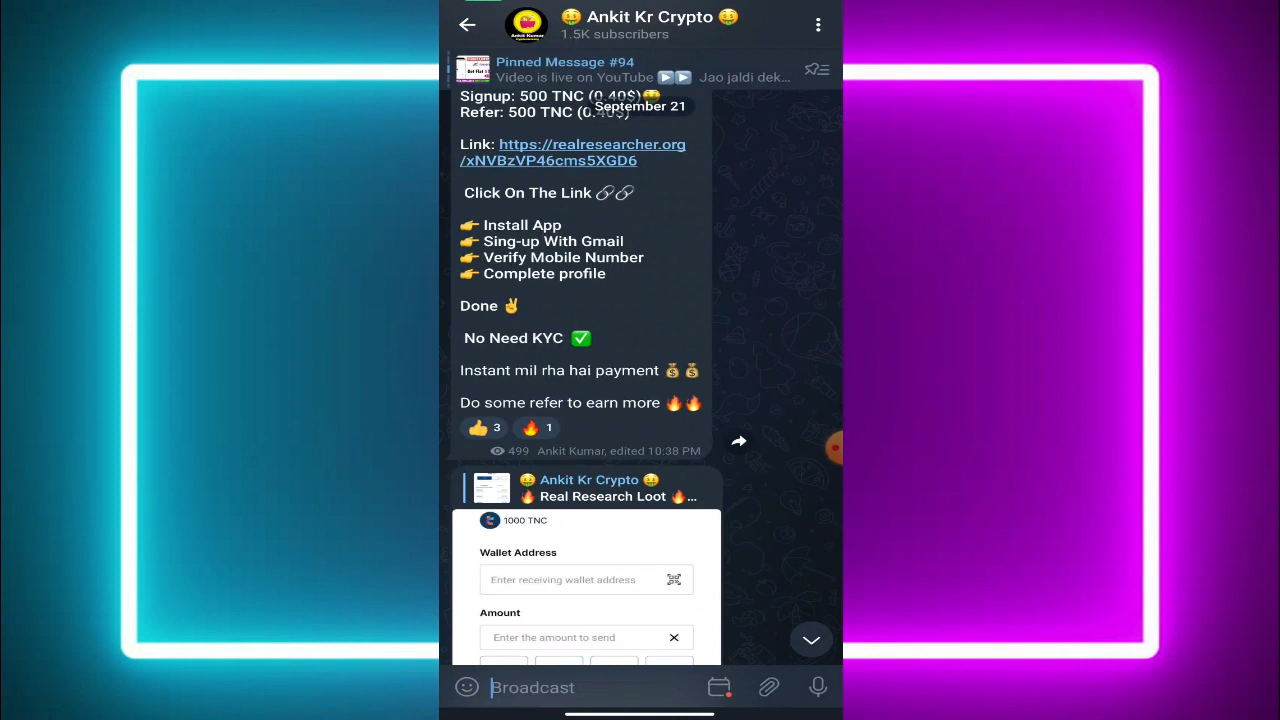 🤑 Ankit Kr Crypto 🤑
1.5K subscribers
Ankit Kumar
Pinned Message #94
Video is live on YouTube ▶️▶️ Jao jaldi dek...
Signup: 500 TNC (0.40$)🤑
September 21
Refer: 500 TNC (0.40$)
Link: https://realresearcher.org
/xNVBzVP46cms5XGD6
Click On The Link 🔗🔗
👉 Install App
👉 Sing-up With Gmail
👉 Verify Mobile Number
👉 Complete profile
Done ✌️
No Need KYC ✅
Instant mil rha hai payment 💰💰
Do some refer to earn more 🔥🔥
👍 3 🔥 1
499 Ankit Kumar, edited 10:38 PM
🤑 Ankit Kr Crypto 🤑
🔥 Real Research Loot 🔥...
1000 TNC
Wallet Address
Enter receiving wallet address
Amount
Enter the amount to send
Broadcast